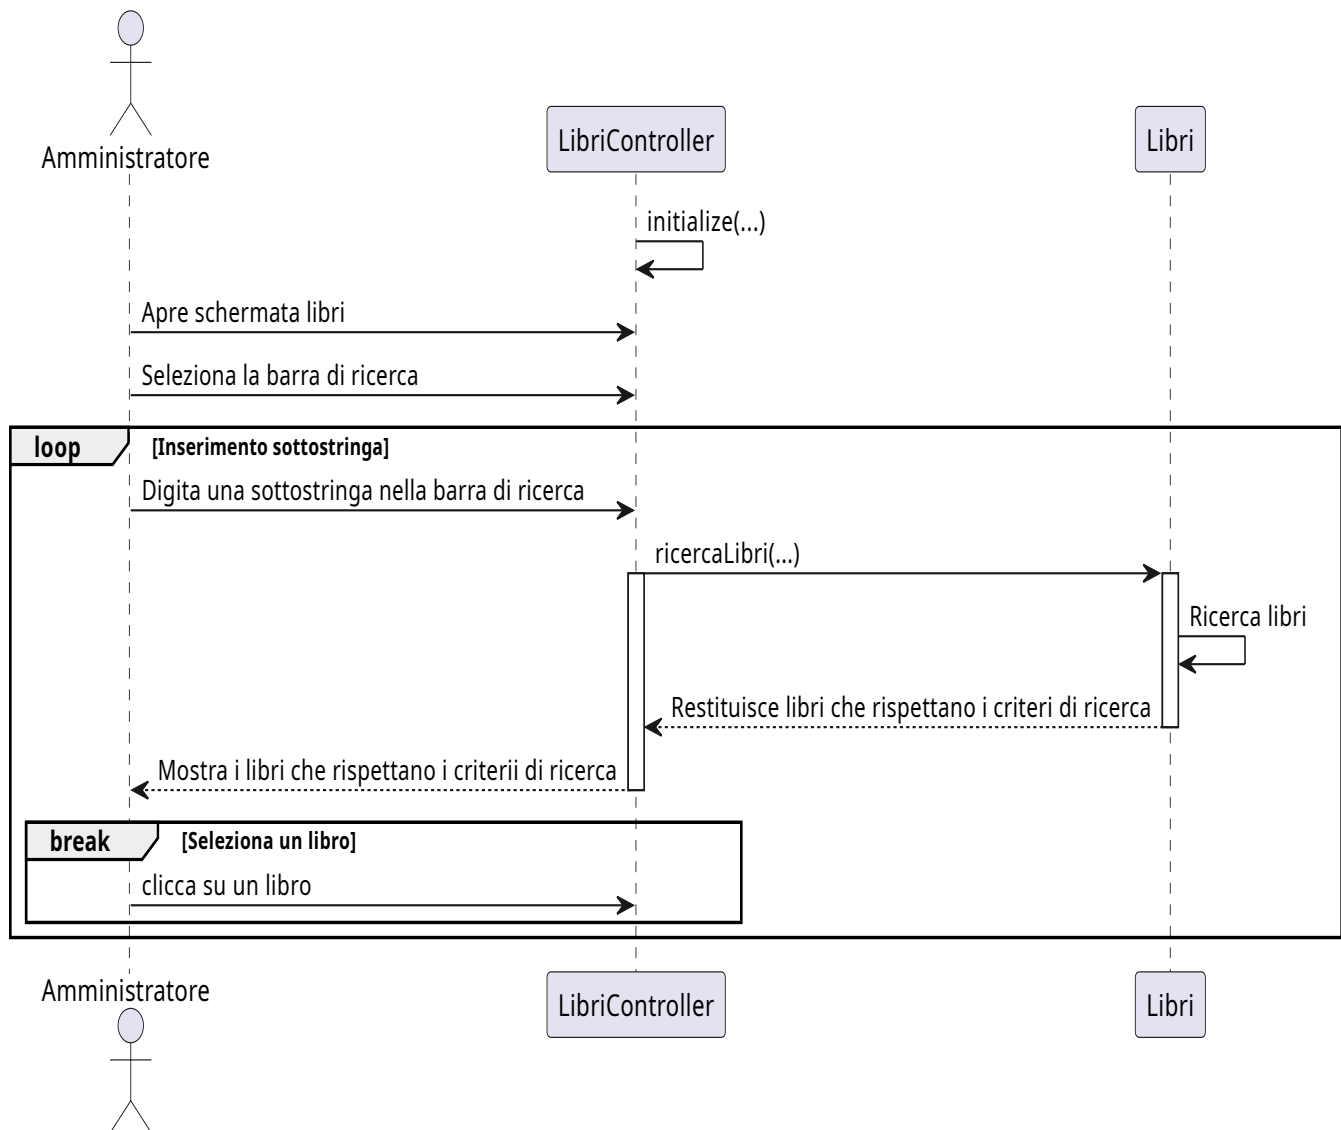 Amministratore
LibriController
Libri
initialize(...)
Apre schermata libri
Seleziona la barra di ricerca
loop [Inserimento sottostringa]
Digita una sottostringa nella barra di ricerca
ricercaLibri(...)
Ricerca libri
Restituisce libri che rispettano i criteri di ricerca
Mostra i libri che rispettano i criterii di ricerca
break [Seleziona un libro]
clicca su un libro
Amministratore
LibriController
Libri